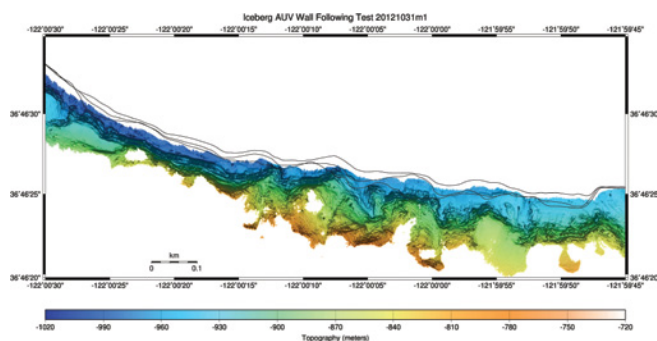 Iceberg AUV Wall Following Test 20121031m1
-122˚00'30" -122˚00'25" -122˚00'20" -122˚00'15" -122˚00'10" -122˚00'05" -122˚00'00" -121˚59'55" -121˚59'50" -121˚59'45"
36˚46'30" 36˚46'30"
36˚46'25" 36˚46'25"
km
0 0.1
36˚46'20" 36˚46'20"
-122˚00'30" -122˚00'25" -122˚00'20" -122˚00'15" -122˚00'10" -122˚00'05" -122˚00'00" -121˚59'55" -121˚59'50" -121˚59'45"
-1020 -990 -960 -930 -900 -870 -840 -810 -780 -750 -720
Topography (meters)